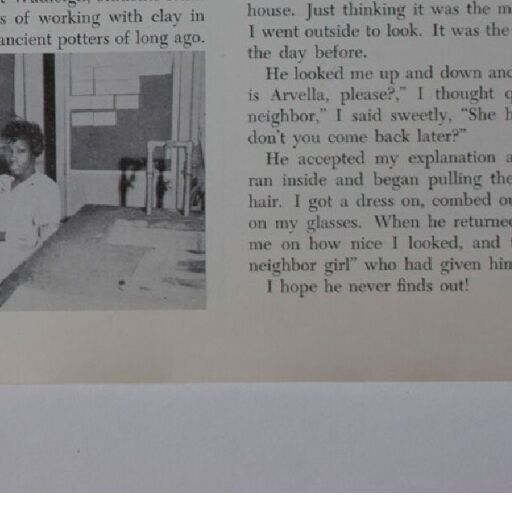 s of working with clay in
ancient potters of long ago.
house. Just thinking it was the m
I went outside to look. It was the
the day before.
He looked me up and down and
is Arvella, please?," I thought q
neighbor," I said sweetly, "She h
don't you come back later?"
He accepted my explanation a
ran inside and began pulling the
hair. I got a dress on, combed ou
on my glasses. When he returned
me on how nice I looked, and
neighbor girl" who had given him
I hope he never finds out!